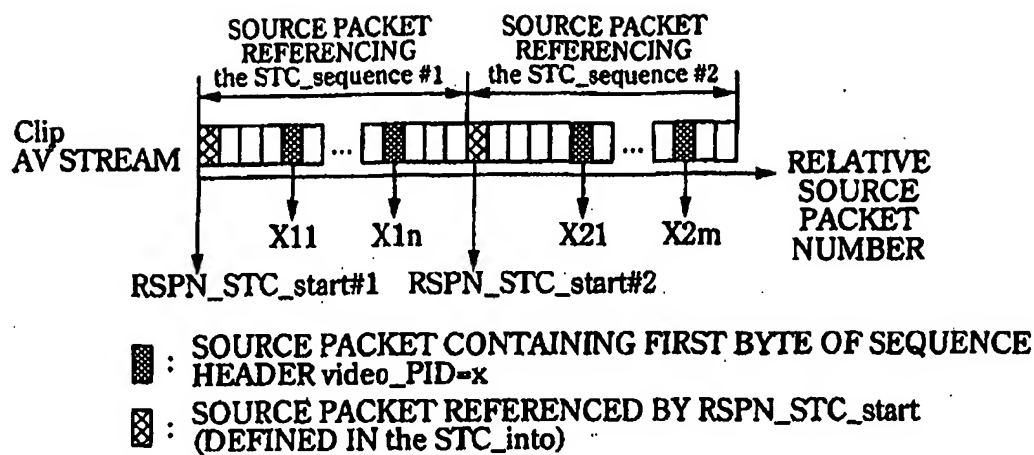 SOURCE PACKET
REFERENCING
the STC_sequence #1
SOURCE PACKET
REFERENCING
the STC_sequence #2
Clip
AV STREAM
...
...
RELATIVE
SOURCE
PACKET
NUMBER
X11
X1n
X21
X2m
RSPN_STC_start#1
RSPN_STC_start#2
: SOURCE PACKET CONTAINING FIRST BYTE OF SEQUENCE
HEADER video_PID=x
: SOURCE PACKET REFERENCED BY RSPN_STC_start
(DEFINED IN the STC_into)